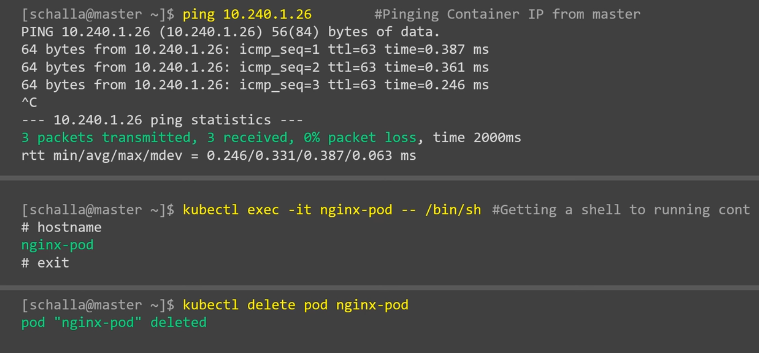 [schalla@master ~]$ ping 10.240.1.26 #Pinging Container IP from master
PING 10.240.1.26 (10.240.1.26) 56(84) bytes of data.
64 bytes from 10.240.1.26: icmp_seq=1 ttl=63 time=0.387 ms
64 bytes from 10.240.1.26: icmp_seq=2 ttl=63 time=0.361 ms
64 bytes from 10.240.1.26: icmp_seq=3 ttl=63 time=0.246 ms
^C
--- 10.240.1.26 ping statistics ---
3 packets transmitted, 3 received, 0% packet loss, time 2000ms
rtt min/avg/max/mdev = 0.246/0.331/0.387/0.063 ms
[schalla@master ~]$ kubectl exec -it nginx-pod -- /bin/sh #Getting a shell to running cont
# hostname
nginx-pod
# exit
[schalla@master ~]$ kubectl delete pod nginx-pod
pod "nginx-pod" deleted